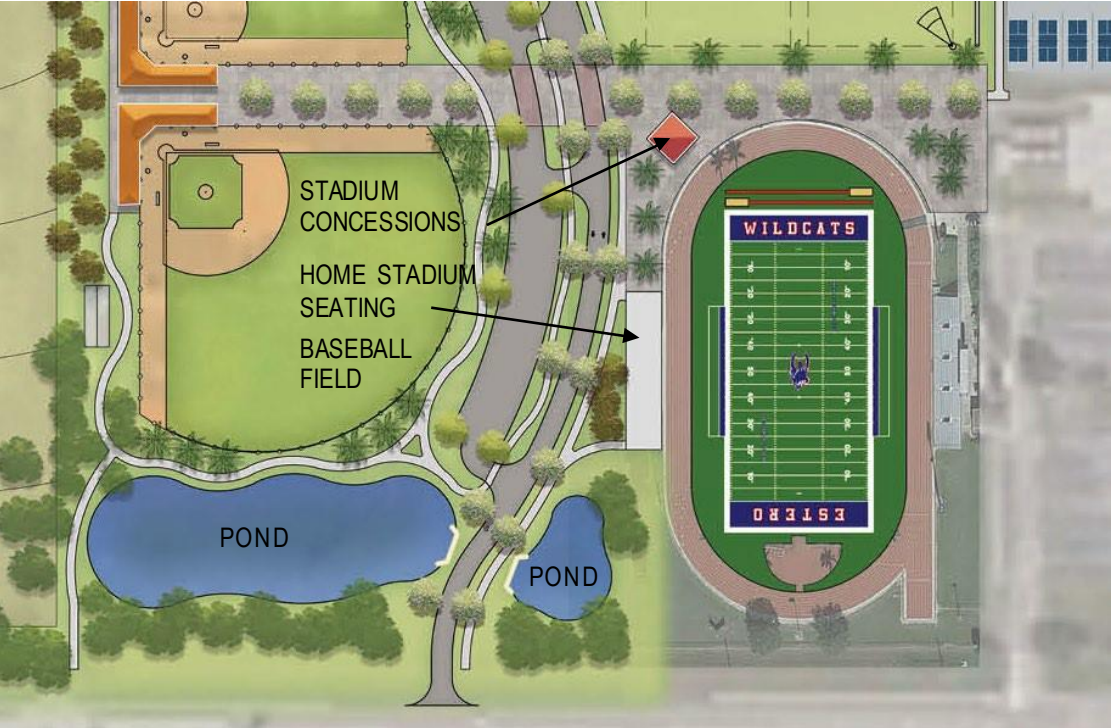 STADIUM
CONCESSIONS
HOME STADIUM
SEATING
BASEBALL
FIELD
POND
POND
WILDCATS
ESTERO